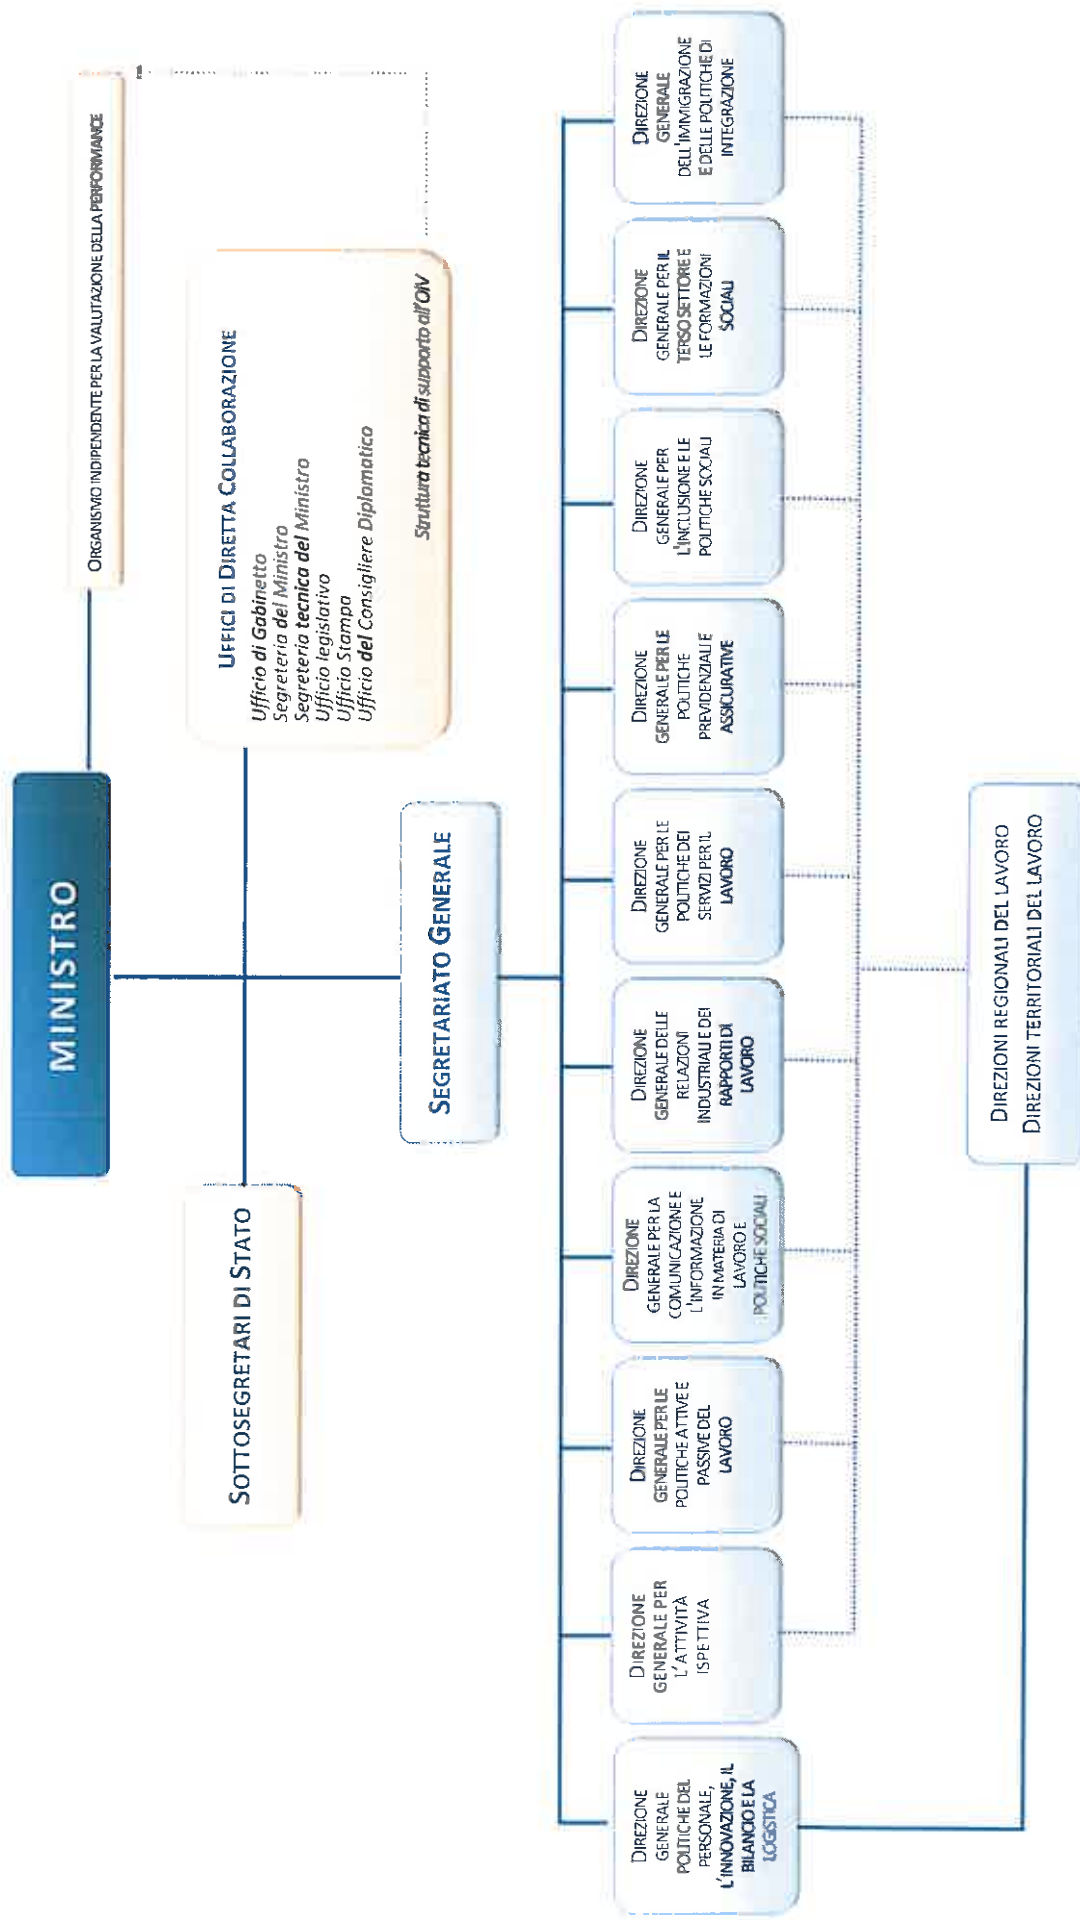 MINISTRO
ORGANISMO INDIPENDENTE PER LA VALUTAZIONE DELLA PERFORMANCE
SOTTOSEGRETARI DI STATO
UFFICI DI DIRETTA COLLABORAZIONE
Ufficio di Gabinetto
Segreteria del Ministro
Segreteria tecnica del Ministro
Ufficio legislativo
Ufficio Stampa
Ufficio del Consigliere Diplomatico
Struttura tecnica di supporto all'OIV
SEGRETARIATO GENERALE
DIREZIONE
GENERALE
POLITICHE DEL
PERSONALE,
L'INNOVAZIONE, IL
BILANCIO E LA
LOGISTICA
DIREZIONE
GENERALE PER
L'ATTIVITÀ
ISPETTIVA
DIREZIONE
GENERALE PER LE
POLITICHE ATTIVE E
PASSIVE DEL
LAVORO
DIREZIONE
GENERALE PER LA
COMUNICAZIONE E
L'INFORMAZIONE
IN MATERIA DI
LAVORO E
POLITICHE SOCIALI
DIREZIONE
GENERALE DELLE
RELAZIONI
INDUSTRIALI E DEI
RAPPORTI DI
LAVORO
DIREZIONE
GENERALE PER LE
POLITICHE DEI
SERVIZI PER IL
LAVORO
DIREZIONE
GENERALE PER LE
POLITICHE
PREVIDENZIALI E
ASSICURATIVE
DIREZIONE
GENERALE PER
L'INCLUSIONE E LE
POLITICHE SOCIALI
DIREZIONE
GENERALE PER IL
TERSO SETTORE E
LE FORMAZIONI
SOCIALI
DIREZIONE
GENERALE
DELL'IMMIGRAZIONE
E DELLE POLITICHE DI
INTEGRAZIONE
DIREZIONI REGIONALI DEL LAVORO
DIREZIONI TERRITORIALI DEL LAVORO